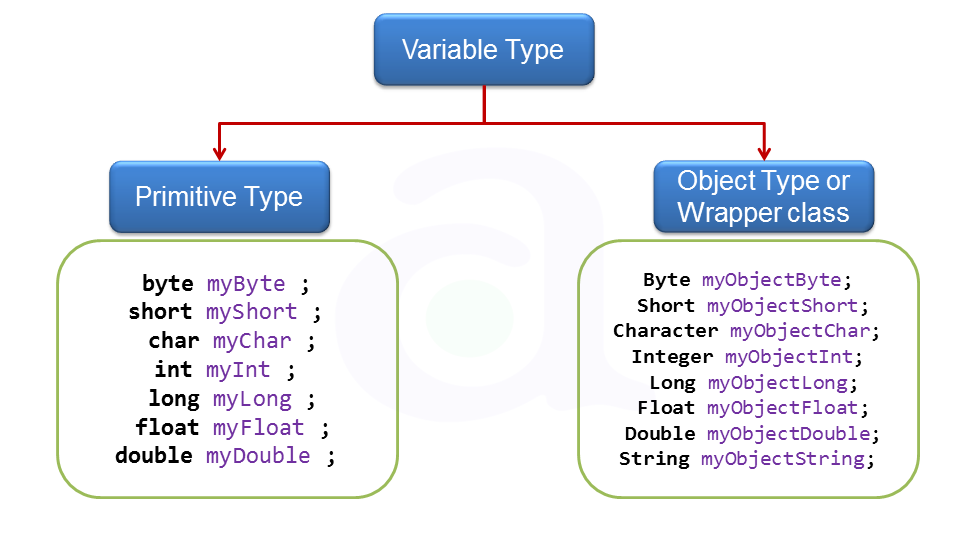 Variable Type
Primitive Type
byte myByte ;
short myShort ;
char myChar ;
int myInt ;
long myLong ;
float myFloat ;
double myDouble ;
Object Type or
Wrapper class
Byte myObjectByte;
Short myObjectShort;
Character myObjectChar;
Integer myObjectInt;
Long myObjectLong;
Float myObjectFloat;
Double myObjectDouble;
String myObjectString;